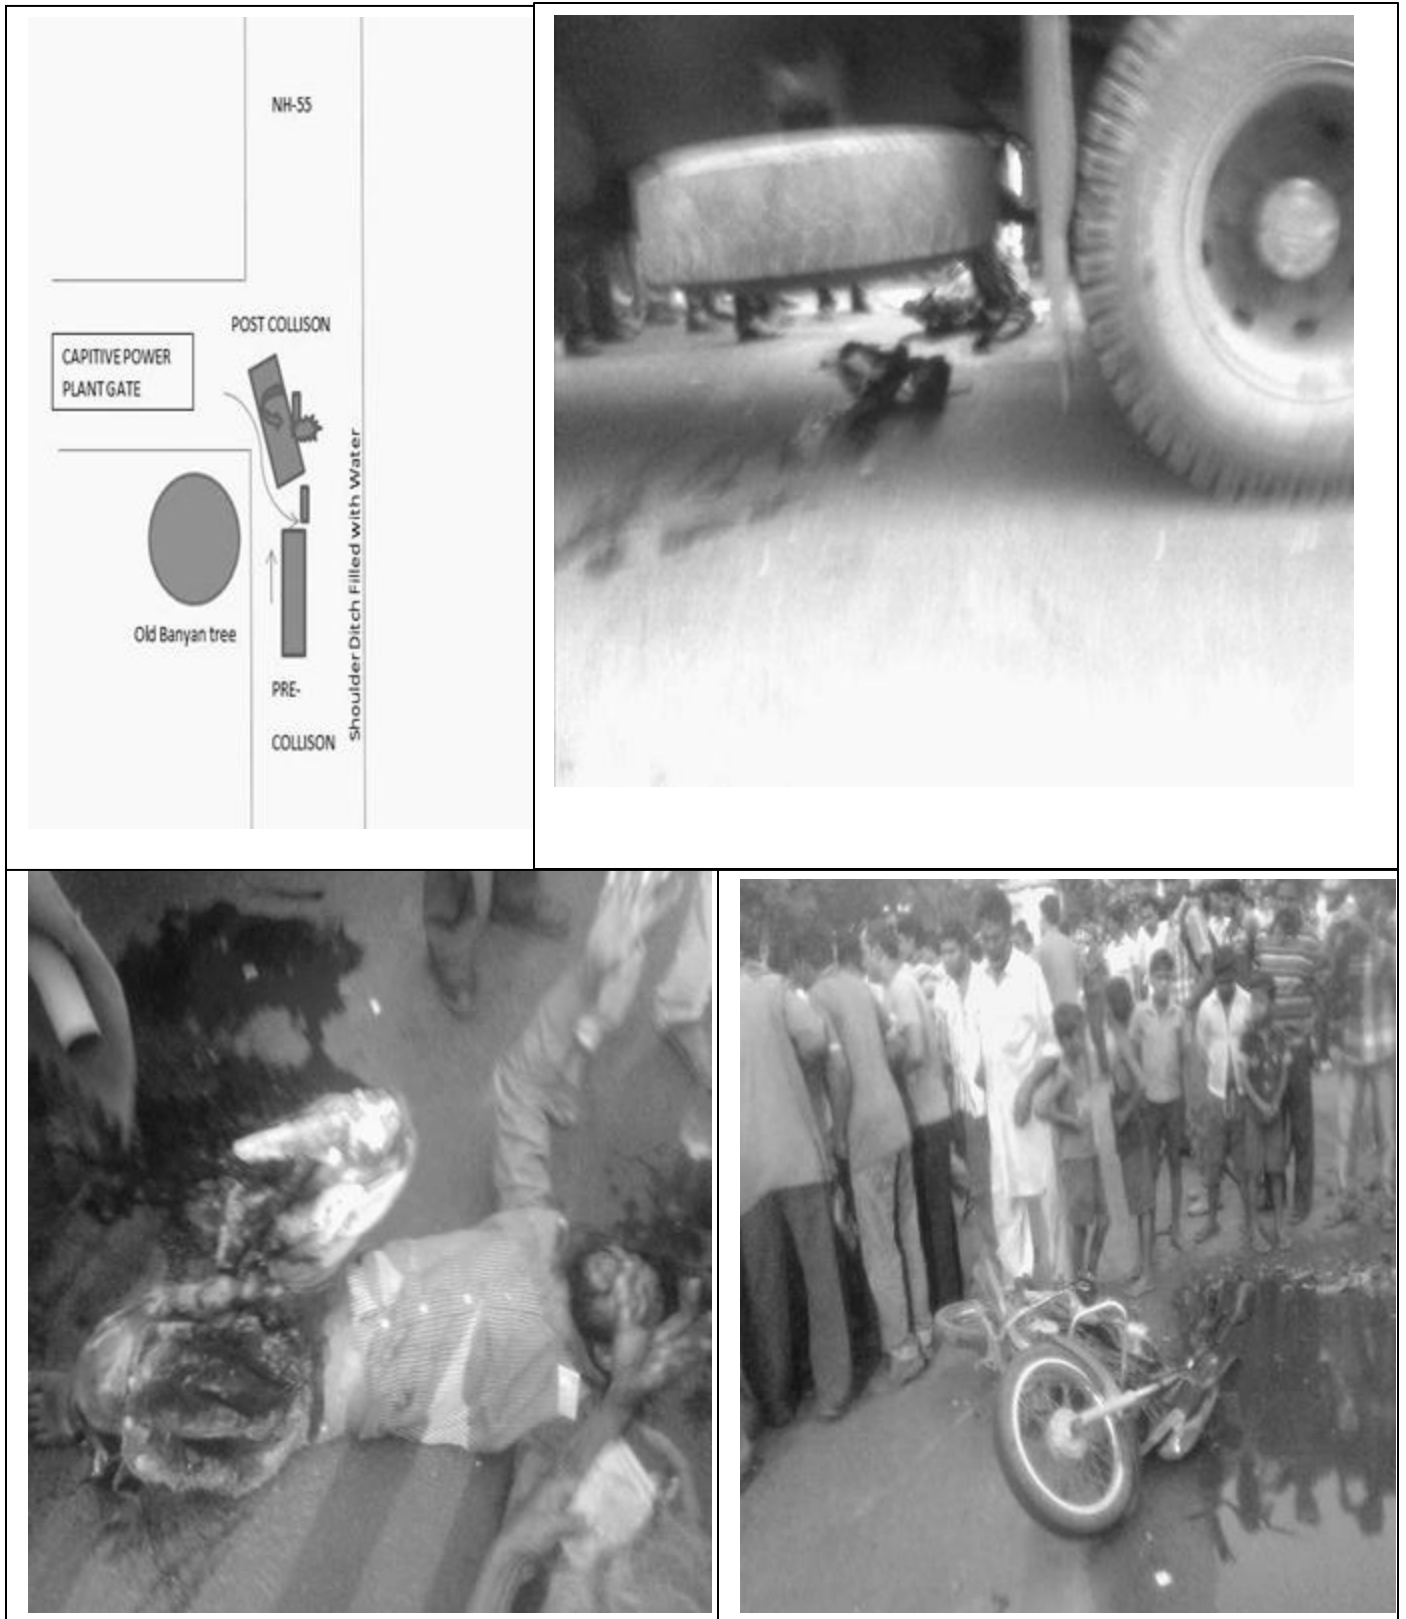 NH-55
POST COLLISON
CAPITIVE POWER
PLANT GATE
Shoulder Ditch Filled with Water
Old Banyan tree
PRE-
COLLISON